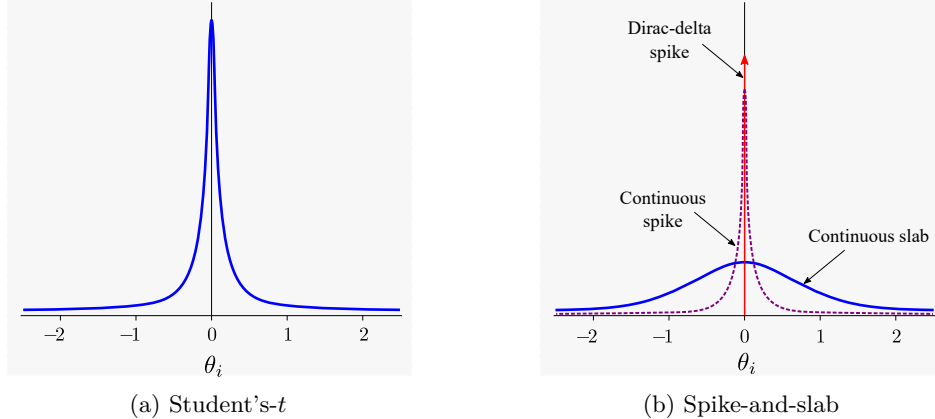 −2
−1
0
1
2
θi
(a) Student's-t
Dirac-delta
spike
Continuous
spike
Continuous slab
−2
−1
0
1
2
θi
(b) Spike-and-slab